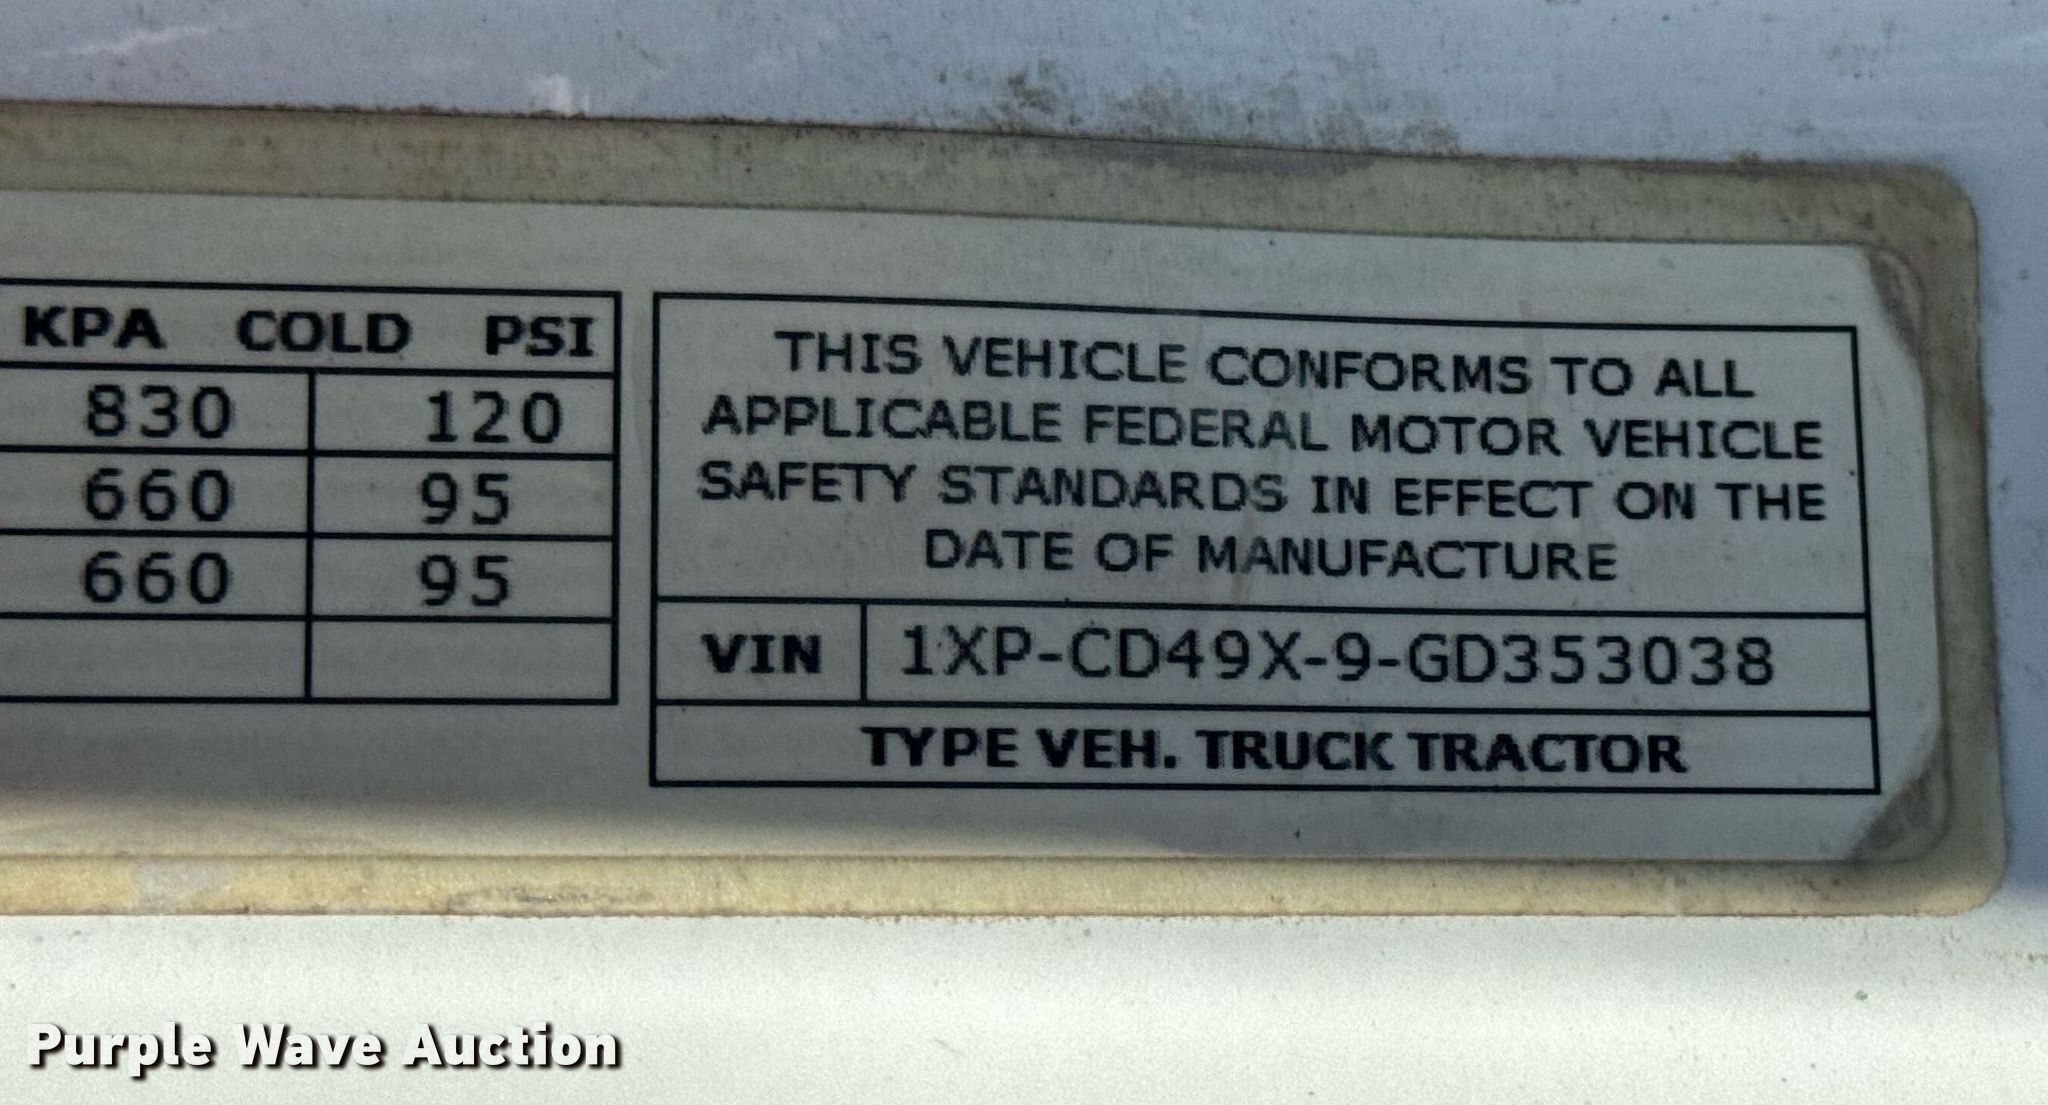 KPA COLD PSI
830 120
660 95
660 95
THIS VEHICLE CONFORMS TO ALL
APPLICABLE FEDERAL MOTOR VEHICLE
SAFETY STANDARDS IN EFFECT ON THE
DATE OF MANUFACTURE
VIN 1XP-CD49X-9-GD353038
TYPE VEH. TRUCK TRACTOR
Purple Wave Auction